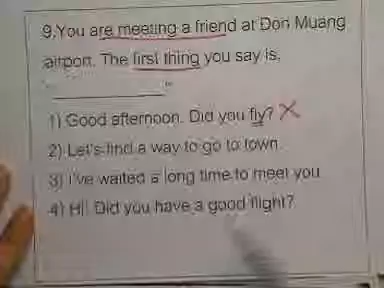 9.You are meeting a friend at Don Muang
airport. The first thing you say is,
"____________"
1) Good afternoon. Did you fly? X
2) Let's find a way to go to town.
3) I've waited a long time to meet you.
4) Hi! Did you have a good flight?